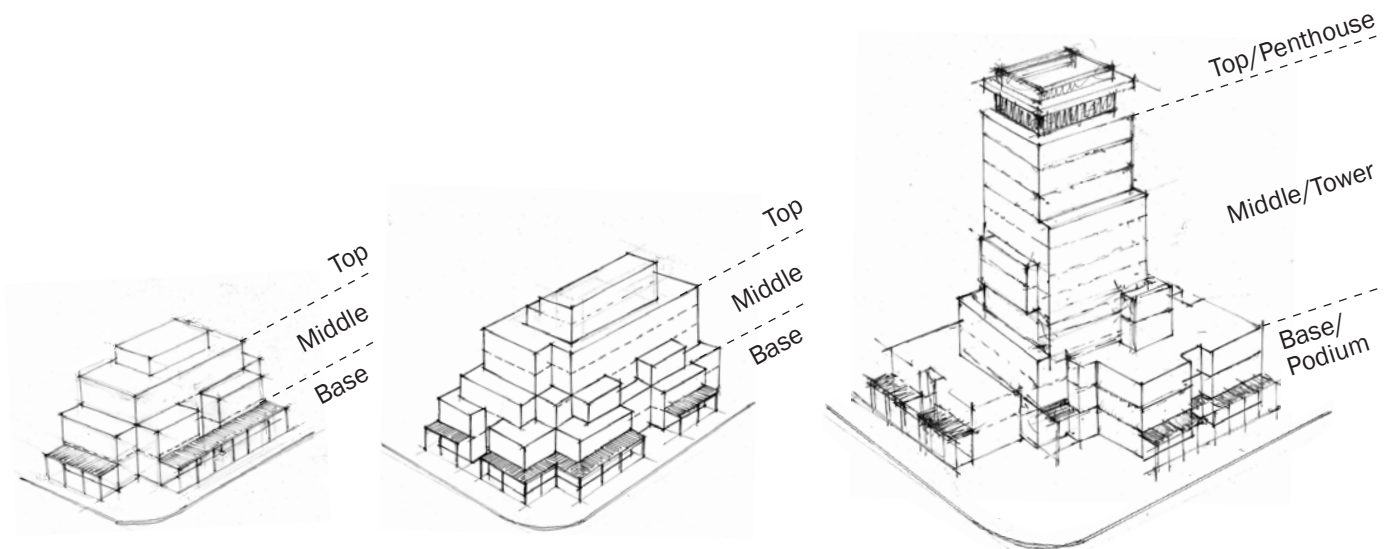 Top
Middle
Base
Top
Middle
Base
Top/Penthouse
Middle/Tower
Base/
Podium